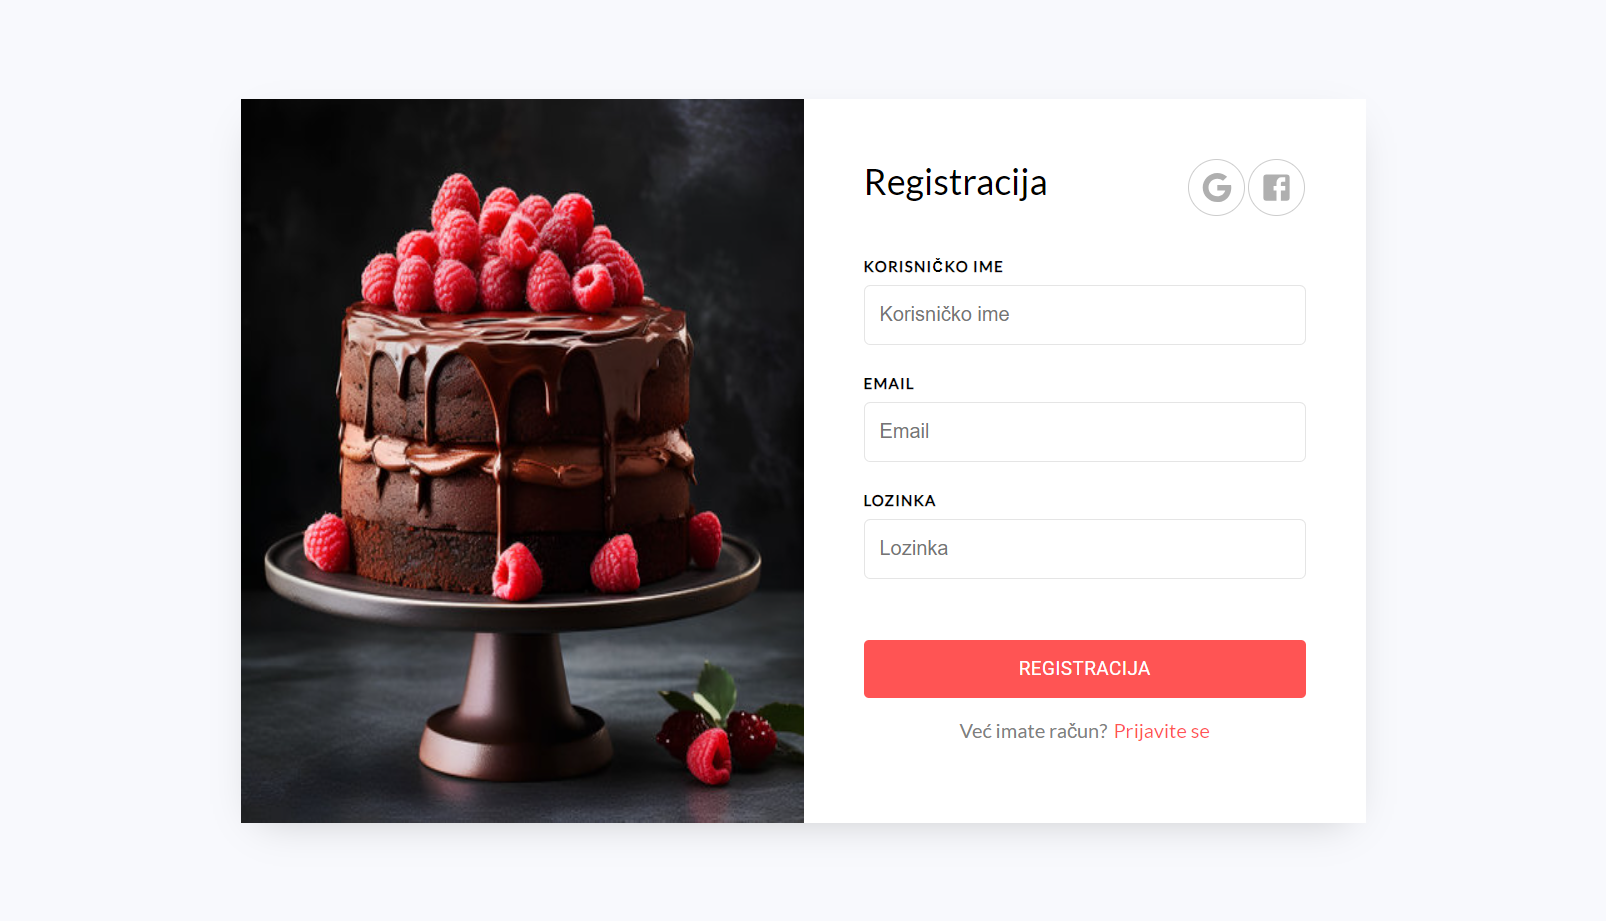 Registracija
KORISNIČKO IME
Korisničko ime
EMAIL
Email
LOZINKA
Lozinka
REGISTRACIJA
Već imate račun? Prijavite se